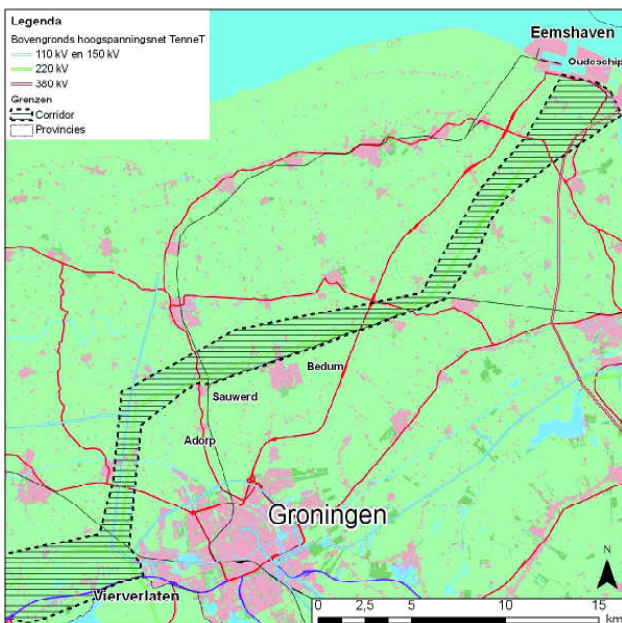 Legenda
Bovengronds hoogspanningsnet TenneT
110 kV en 150 kV
220 kV
380 kV
Grenzen
Corridor
Provincies
Eemshaven
Oudeschip
Bedum
Sauwerd
Adorp
Groningen
Vierverlaten
N
0 2,5 5 10 15
km